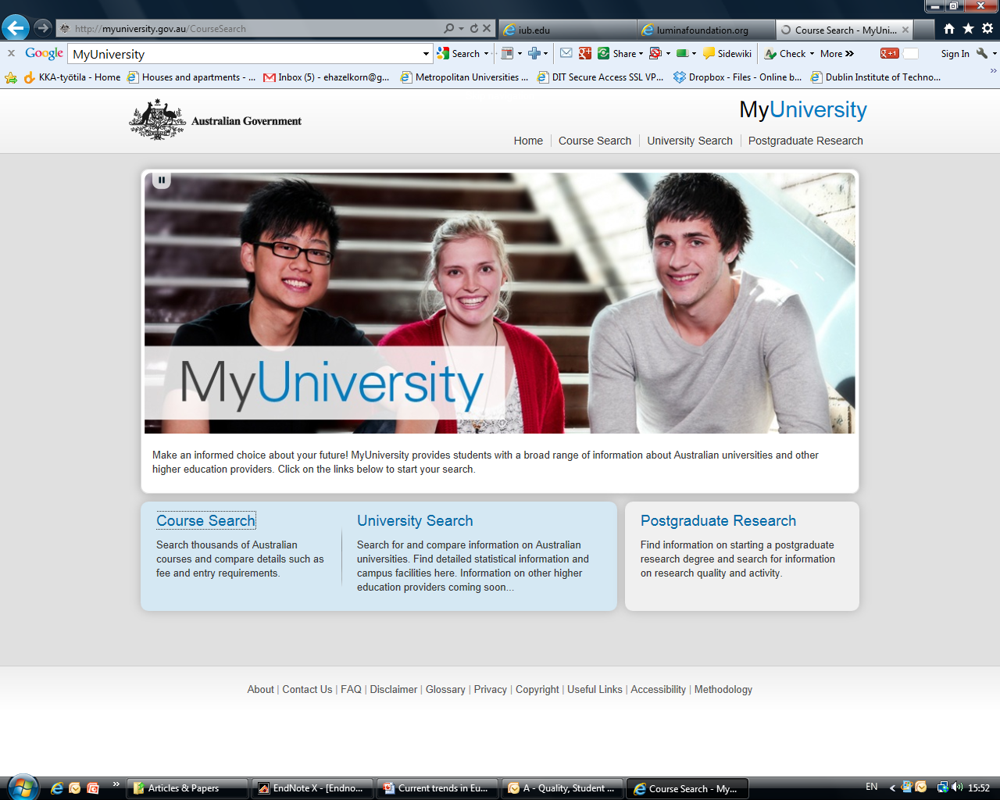 http://myuniversity.gov.au/CourseSearch
iub.edu
luminafoundation.org
Course Search - MyUni...
x Google MyUniversity Search Share Sidewiki Check More » +1 Sign In
KKA-työtila - Home Houses and apartments - ... Inbox (5) - ehazelkorn@g... Metropolitan Universities ... DIT Secure Access SSL VP... Dropbox - Files - Online b... Dublin Institute of Techno... »
Australian Government
MyUniversity
Home Course Search University Search Postgraduate Research
MyUniversity
Make an informed choice about your future! MyUniversity provides students with a broad range of information about Australian universities and other
higher education providers. Click on the links below to start your search.
Course Search
Search thousands of Australian
courses and compare details such as
fee and entry requirements.
University Search
Search for and compare information on Australian
universities. Find detailed statistical information and
campus facilities here. Information on other higher
education providers coming soon...
Postgraduate Research
Find information on starting a postgraduate
research degree and search for information
on research quality and activity.
About | Contact Us | FAQ | Disclaimer | Glossary | Privacy | Copyright | Useful Links | Accessibility | Methodology
» Articles & Papers EndNote X - [Endno... Current trends in Eu... A - Quality, Student ... Course Search - My... EN 15:52